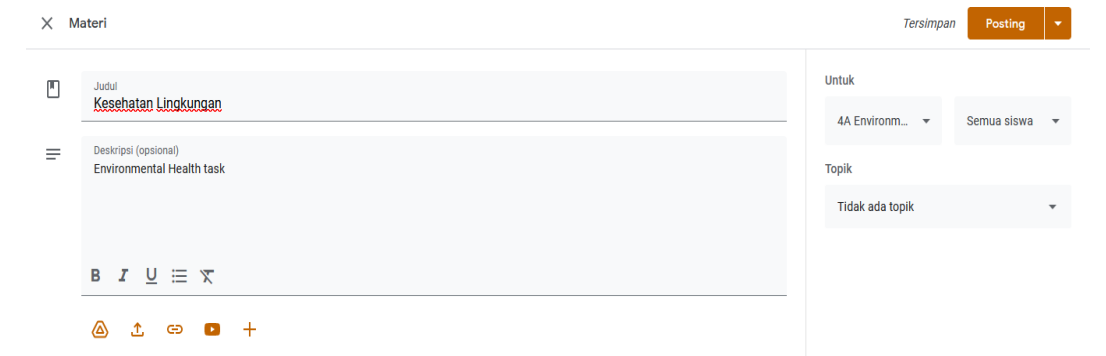 Materi
Tersimpan
Posting
Judul
Kesehatan Lingkungan
Deskripsi (opsional)
Environmental Health task
B I U
Untuk
4A Environm...
Semua siswa
Topik
Tidak ada topik